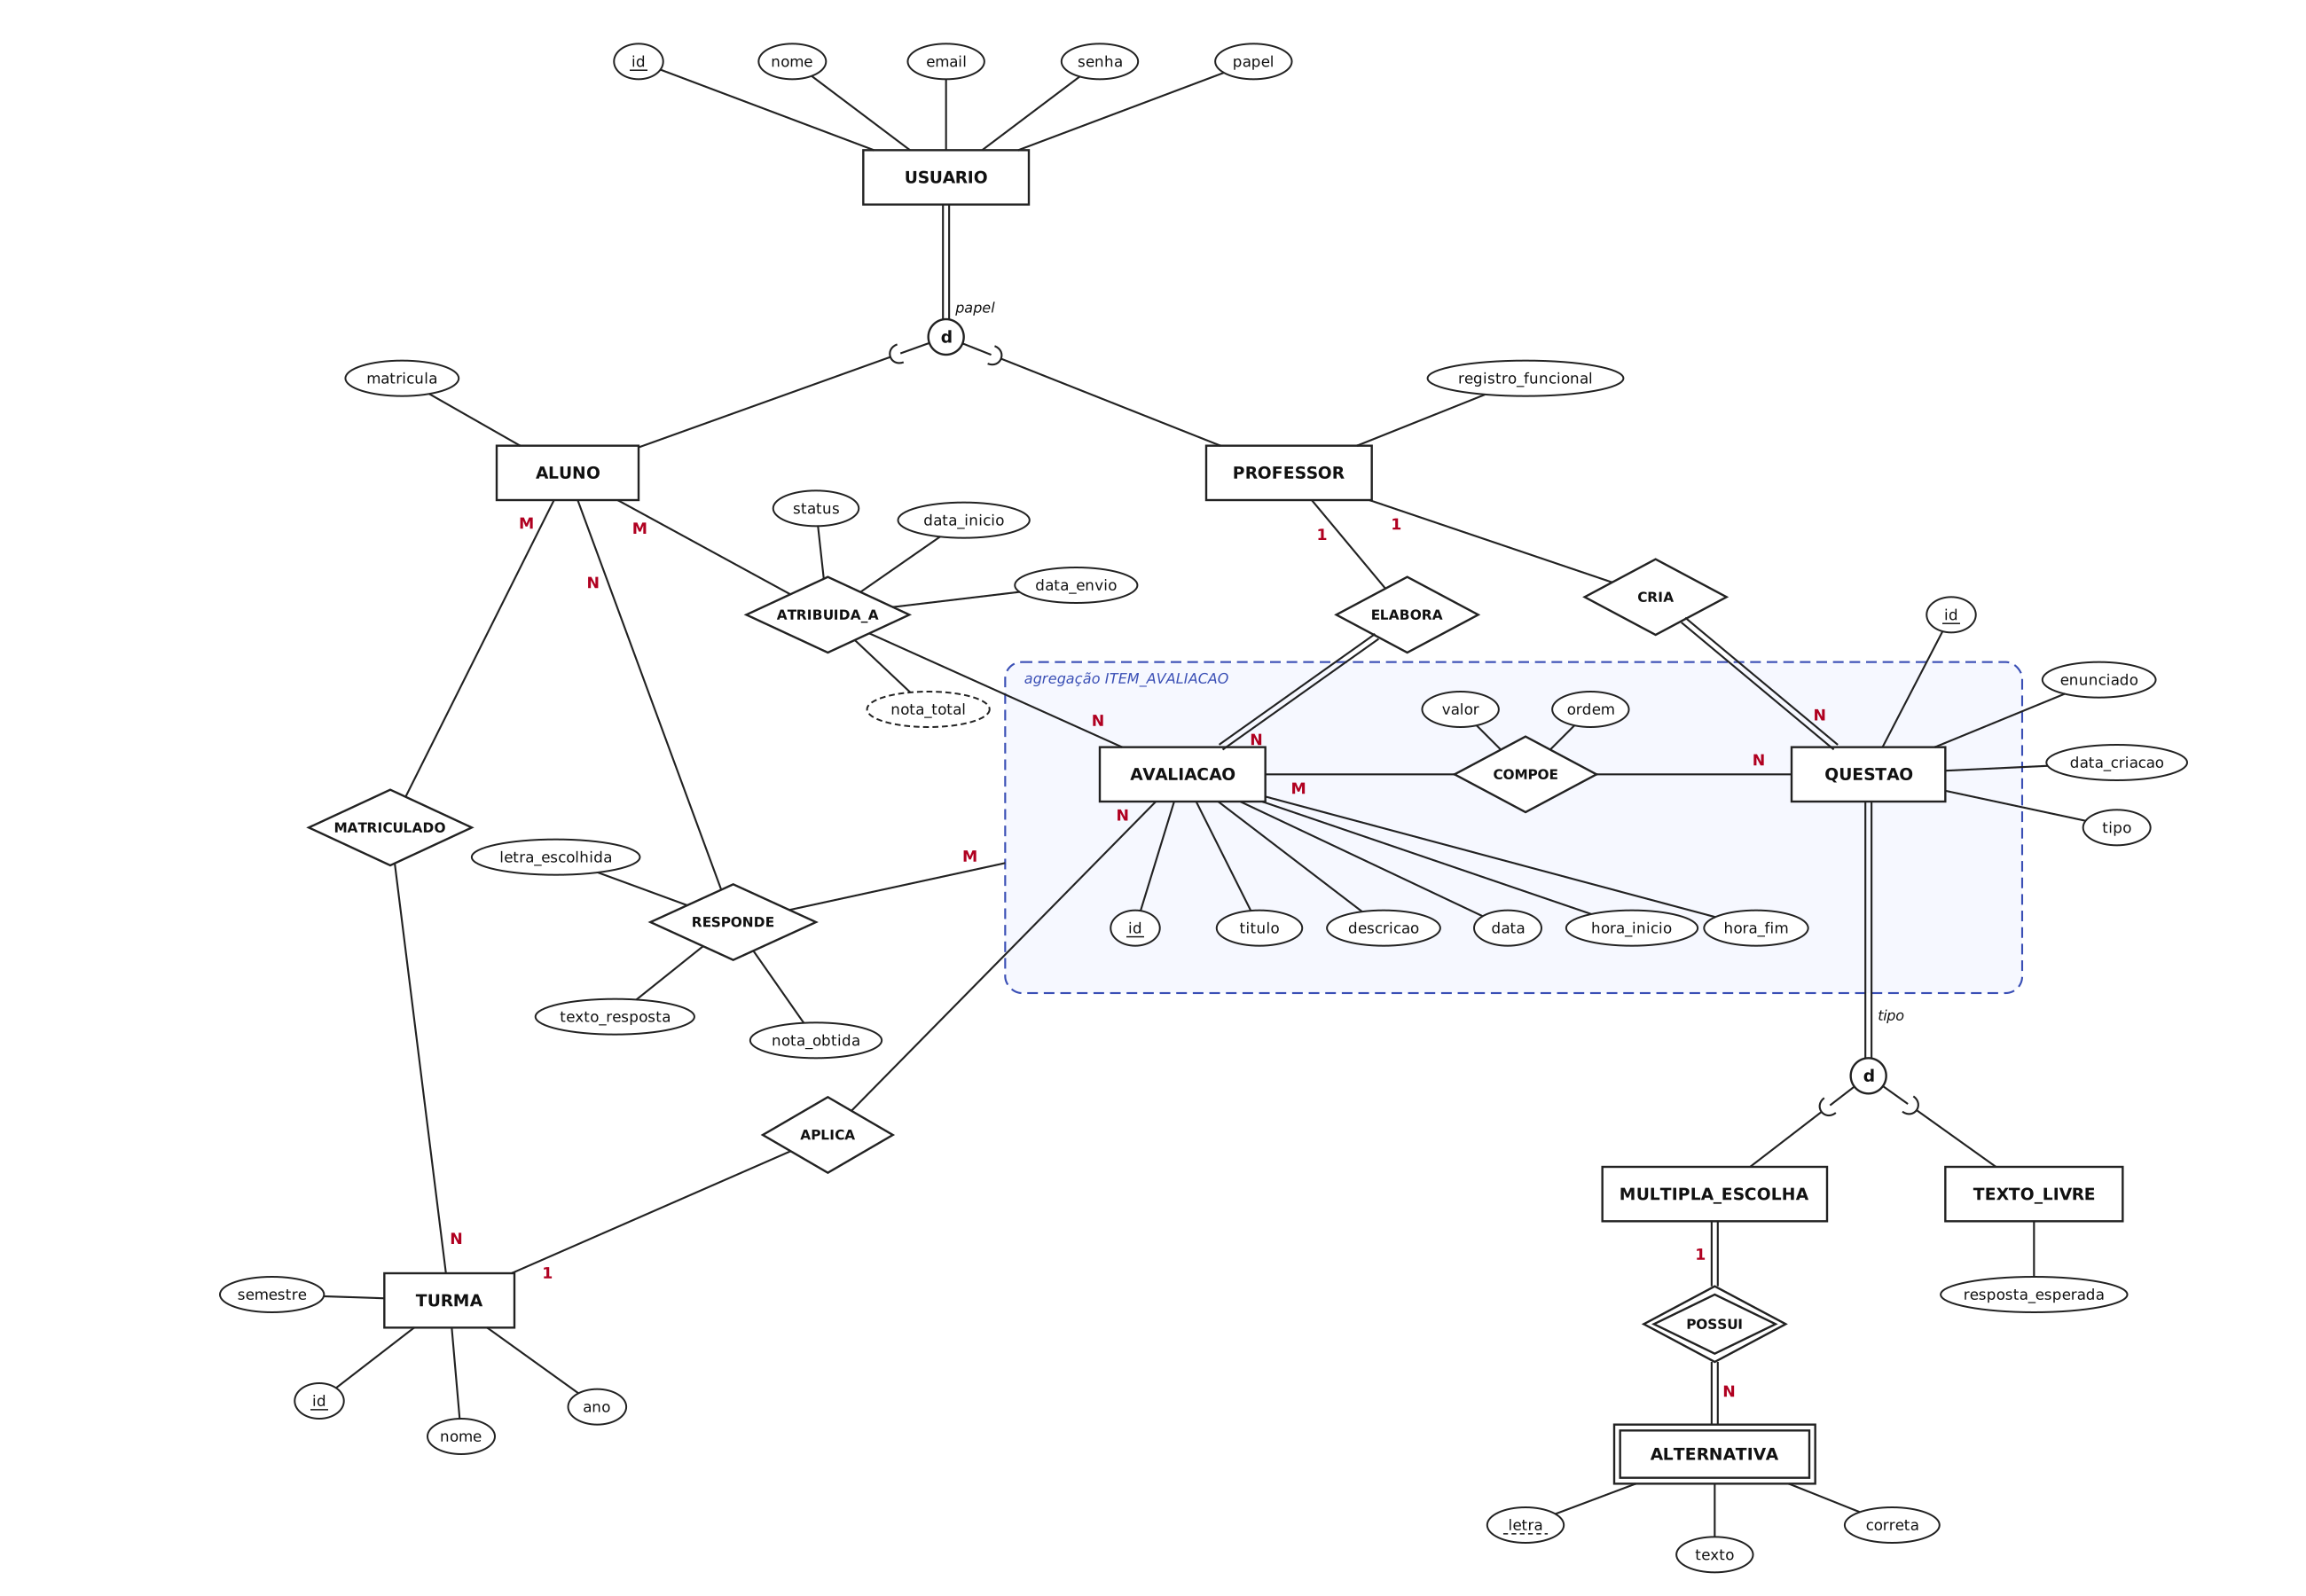 id
nome
email
senha
papel
USUARIO
papel
d
matricula
registro_funcional
ALUNO
PROFESSOR
status
data_inicio
M
M
1
1
data_envio
N
ATRIBUIDA_A
ELABORA
CRIA
id
agregação ITEM_AVALIACAO
enunciado
nota_total
valor
ordem
N
N
N
N
AVALIACAO
COMPOE
QUESTAO
data_criacao
M
N
MATRICULADO
tipo
letra_escolhida
M
RESPONDE
id
titulo
descricao
data
hora_inicio
hora_fim
texto_resposta
nota_obtida
tipo
d
APLICA
MULTIPLA_ESCOLHA
TEXTO_LIVRE
N
1
1
semestre
TURMA
resposta_esperada
POSSUI
id
nome
ano
N
ALTERNATIVA
letra
texto
correta